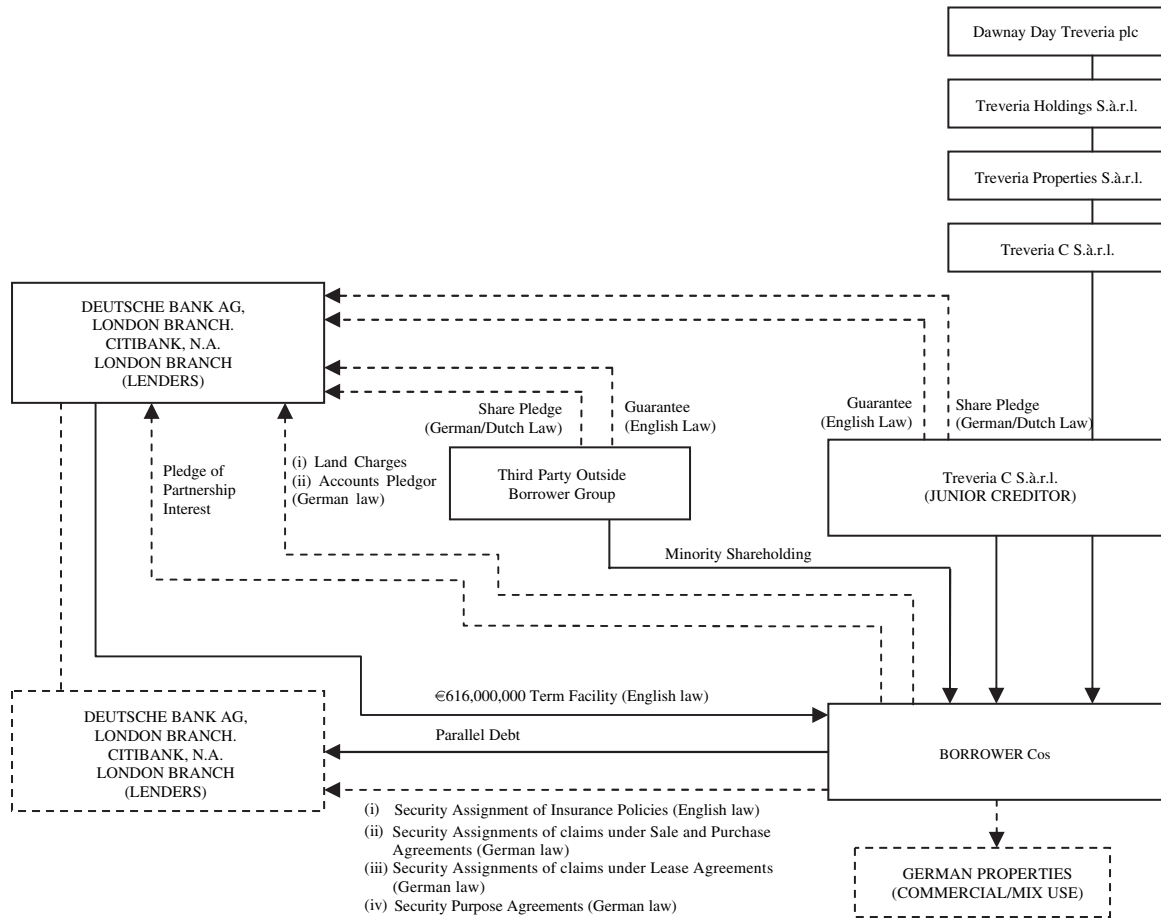 Dawnay Day Treveria plc
Treveria Holdings S.à.r.l.
Treveria Properties S.à.r.l.
Treveria C S.à.r.l.
DEUTSCHE BANK AG,
LONDON BRANCH.
CITIBANK, N.A.
LONDON BRANCH
(LENDERS)
Share Pledge
(German/Dutch Law)
Guarantee
(English Law)
Guarantee
(English Law)
Share Pledge
(German/Dutch Law)
Pledge of
Partnership
Interest
(i) Land Charges
(ii) Accounts Pledgor
(German law)
Third Party Outside
Borrower Group
Treveria C S.à.r.l.
(JUNIOR CREDITOR)
Minority Shareholding
€616,000,000 Term Facility (English law)
Parallel Debt
DEUTSCHE BANK AG,
LONDON BRANCH.
CITIBANK, N.A.
LONDON BRANCH
(LENDERS)
BORROWER Cos
(i) Security Assignment of Insurance Policies (English law)
(ii) Security Assignments of claims under Sale and Purchase
Agreements (German law)
(iii) Security Assignments of claims under Lease Agreements
(German law)
(iv) Security Purpose Agreements (German law)
GERMAN PROPERTIES
(COMMERCIAL/MIX USE)